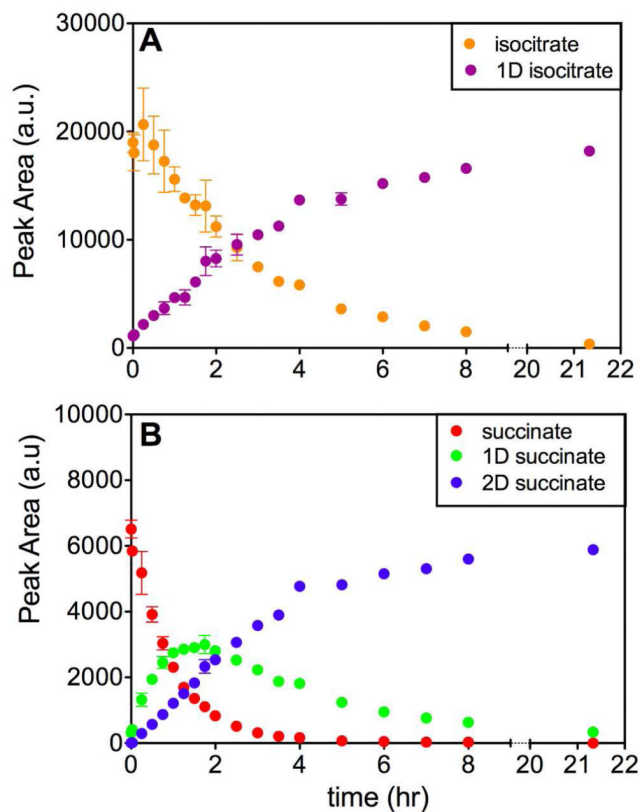 A
isocitrate
1D isocitrate
Peak Area (a.u.)
30000
20000
10000
0
0 2 4 6 8 20 21 22
B
succinate
1D succinate
2D succinate
Peak Area (a.u)
10000
8000
6000
4000
2000
0
0 2 4 6 8 20 21 22
time (hr)